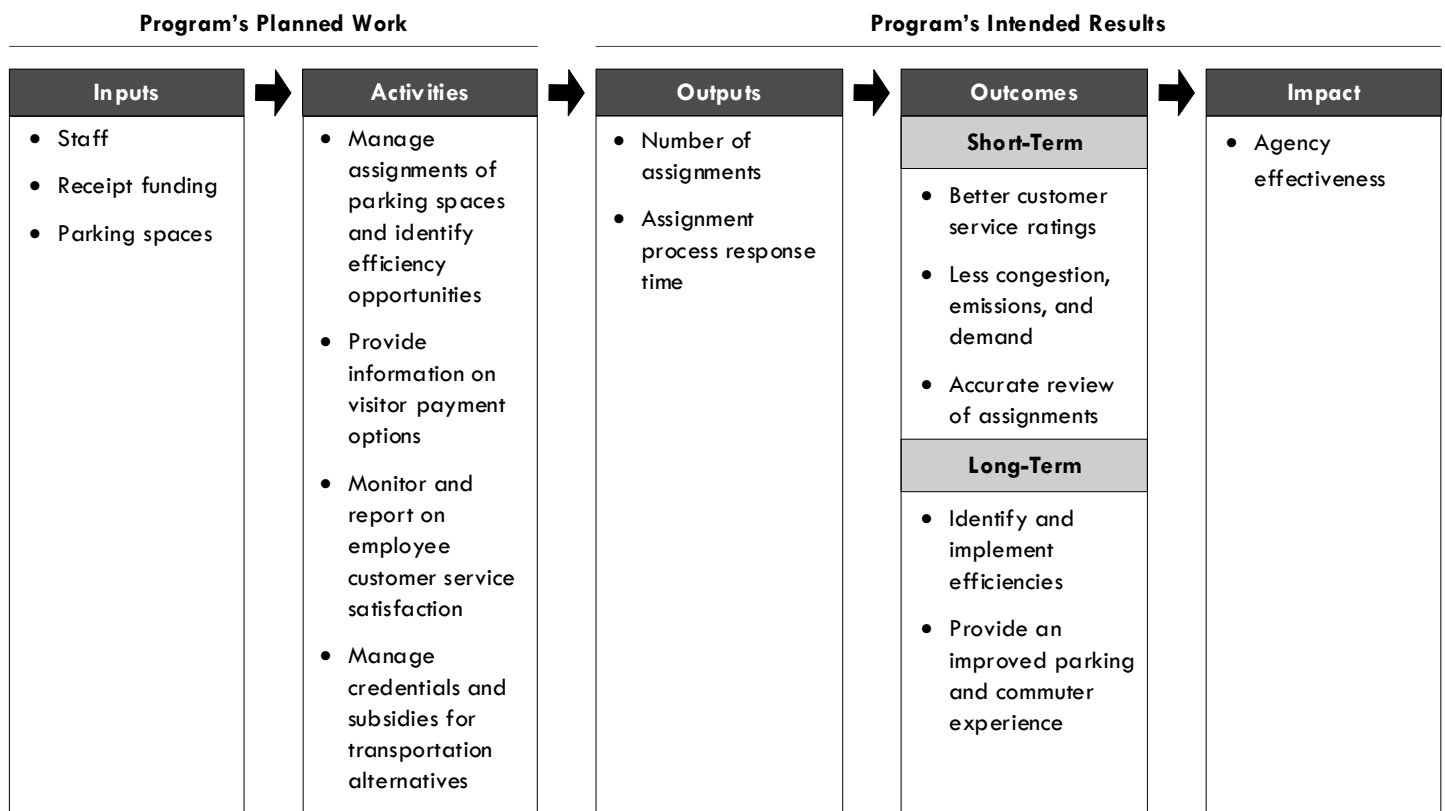 Program's Planned Work
Program's Intended Results
Inputs
Staff
Receipt funding
Parking spaces
Activities
Manage
assignments of
parking spaces
and identify
efficiency
opportunities
Provide
information on
visitor payment
options
Monitor and
report on
employee
customer service
satisfaction
Manage
credentials and
subsidies for
transportation
alternatives
Outputs
Number of
assignments
Assignment
process response
time
Outcomes
Short-Term
Better customer
service ratings
Less congestion,
emissions, and
demand
Accurate review
of assignments
Long-Term
Identify and
implement
efficiencies
Provide an
improved parking
and commuter
experience
Impact
Agency
effectiveness